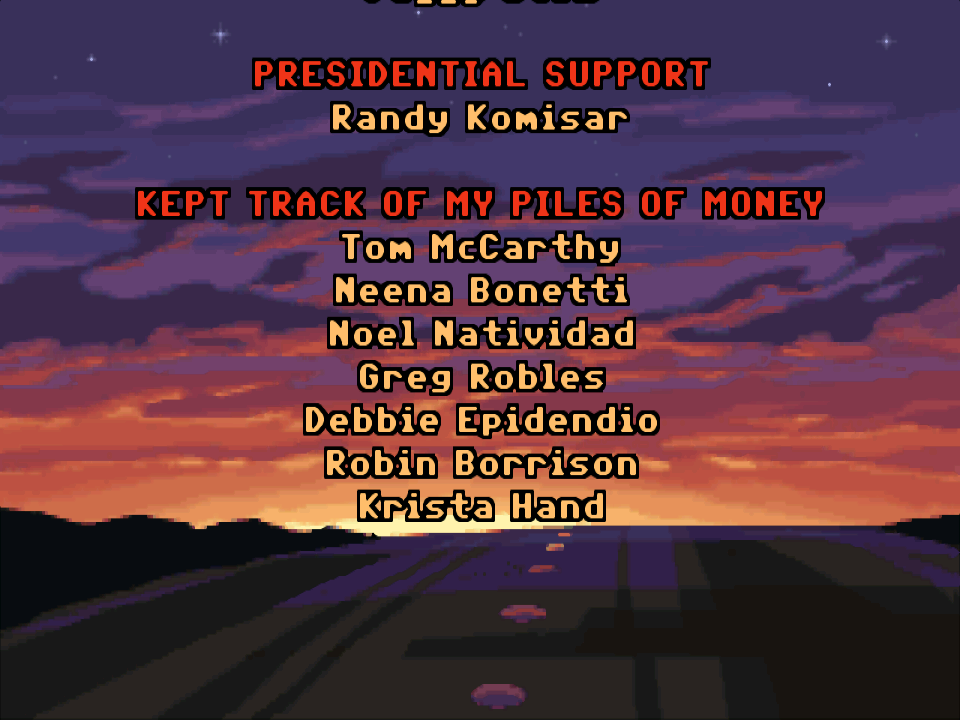 PRESIDENTIAL SUPPORT
Randy Komisar
KEPT TRACK OF MY PILES OF MONEY
Tom McCarthy
Neena Bonetti
Noel Natividad
Greg Robles
Debbie Epidendio
Robin Borrison
Krista Hand